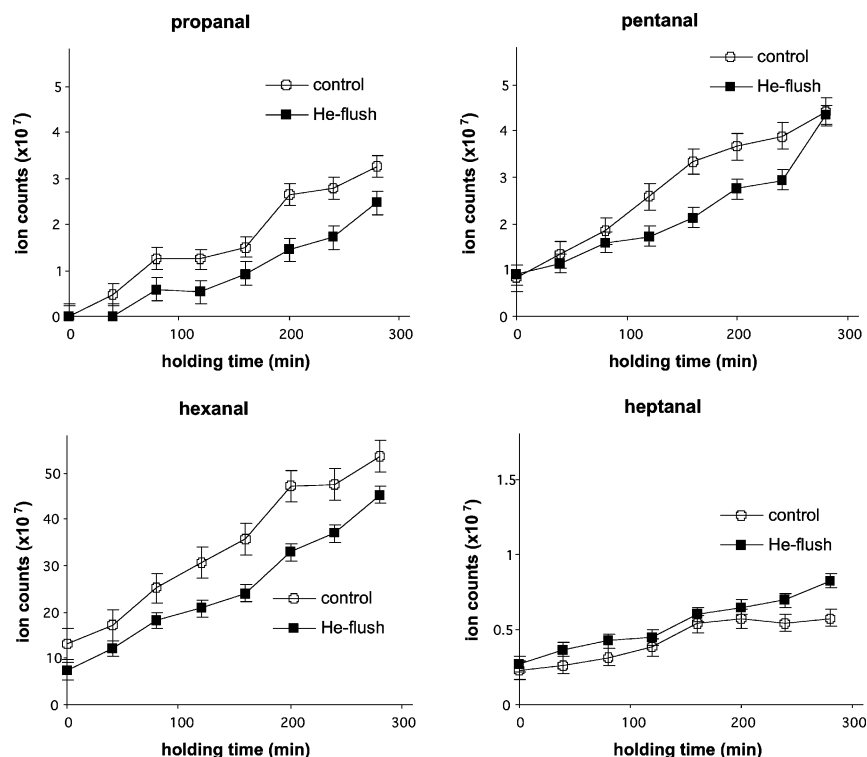 propanal
ion counts (x10⁷)
5
4
3
2
1
0
control
He-flush
0 100 200 300
holding time (min)
pentanal
ion counts (x10⁷)
5
4
3
2
1
0
control
He-flush
0 100 200 300
holding time (min)
hexanal
ion counts (x10⁷)
50
40
30
20
10
0
control
He-flush
0 100 200 300
holding time (min)
heptanal
ion counts (x10⁷)
1.5
1
0.5
0
control
He-flush
0 100 200 300
holding time (min)